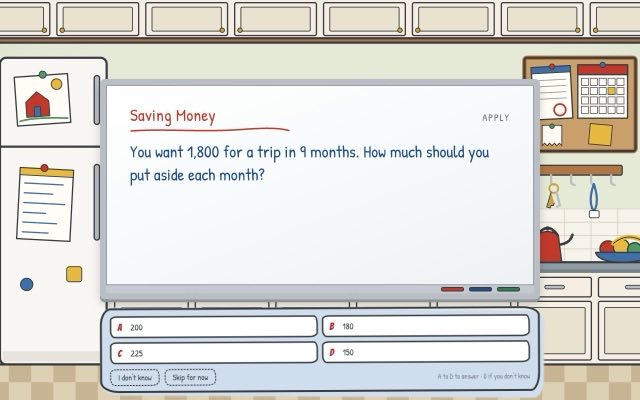 Saving Money
APPLY
You want 1,800 for a trip in 9 months. How much should you
put aside each month?
A 200
B 180
C 225
D 150
I don't know
Skip for now
A to D to answer · 0 if you don't know